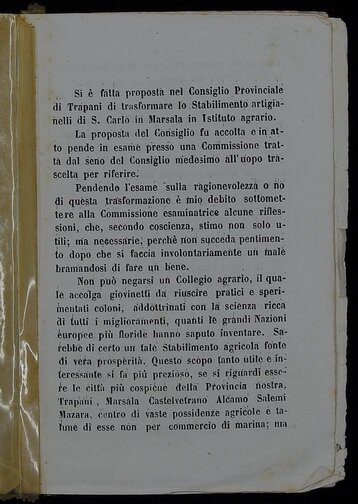 Si è fatta proposta nel Consiglio Provinciale
di Trapani di trasformare lo Stabilimento artigia-
nelli di S. Carlo in Marsala in Istituto agrario.
La proposta del Consiglio fu accolta e in at-
to pende in esame presso una Commissione trat-
ta dal seno del Consiglio medesimo all'uopo tra-
scelta per riferire.
Pendendo l'esame sulla ragionevolezza o no
di questa trasformazione è mio debito sottomet-
tere alla Commissione esaminatrice alcune rifles-
sioni, che, secondo coscienza, stimo non solo u-
tili; ma necessarie, perchè non succeda pentimen-
to dopo che si faccia involontariamente un male
bramandosi di fare un bene.
Non può negarsi un Collegio agrario, il qua-
le accolga giovinetti da riuscire pratici e speri-
mentati coloni, addottrinati con la scienza ricca
di tutti i miglioramenti, quanti le grandi Nazioni
europee più floride hanno saputo inventare. Sa-
rebbe di certo un tale Stabilimento agricola fonte
di vera prosperità. Questo scopo tanto utile e in-
teressante si fa piú prezioso, se si riguardi esse-
re le città più cospicue della Provincia nostra,
Trapani, Marsala Castelvetrano Alcamo Salemi
Mazara, centro di vaste possidenze agricole e ta-
lune di esse non per commercio di marina; ma